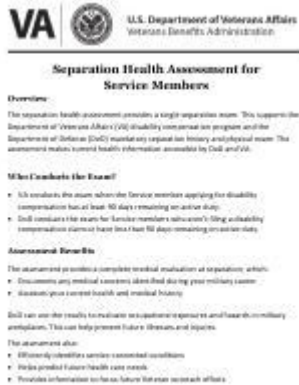 VA
U.S. Department of Veterans Affairs
Veterans Benefits Administration
Separation Health Assessment for
Service Members
Overview
The separation health assessment provides a single separation exam. This supports the
Department of Veterans Affairs (VA) disability compensation program and the
Department of Defense (DoD) mandatory separation history and physical exam. The
assessment makes current health information accessible by DoD and VA.
Who Conducts the Exam?
• VA conducts the exam when the Service member applying for disability
compensation has at least 90 days remaining on active duty.
• DoD conducts the exam for Service members who aren't filing a disability
compensation claim or have less than 90 days remaining on active duty.
Assessment Benefits
The assessment provides a complete medical evaluation at separation, which:
• Documents any medical concerns identified during your military career
• Assesses your current health and medical history
DoD can use the results to evaluate occupational exposures and hazards in military
workplaces. This can help prevent future illnesses and injuries.
The assessment also:
• Efficiently identifies service connected conditions
• Helps predict future health care needs
• Provides information to focus future Veteran outreach efforts